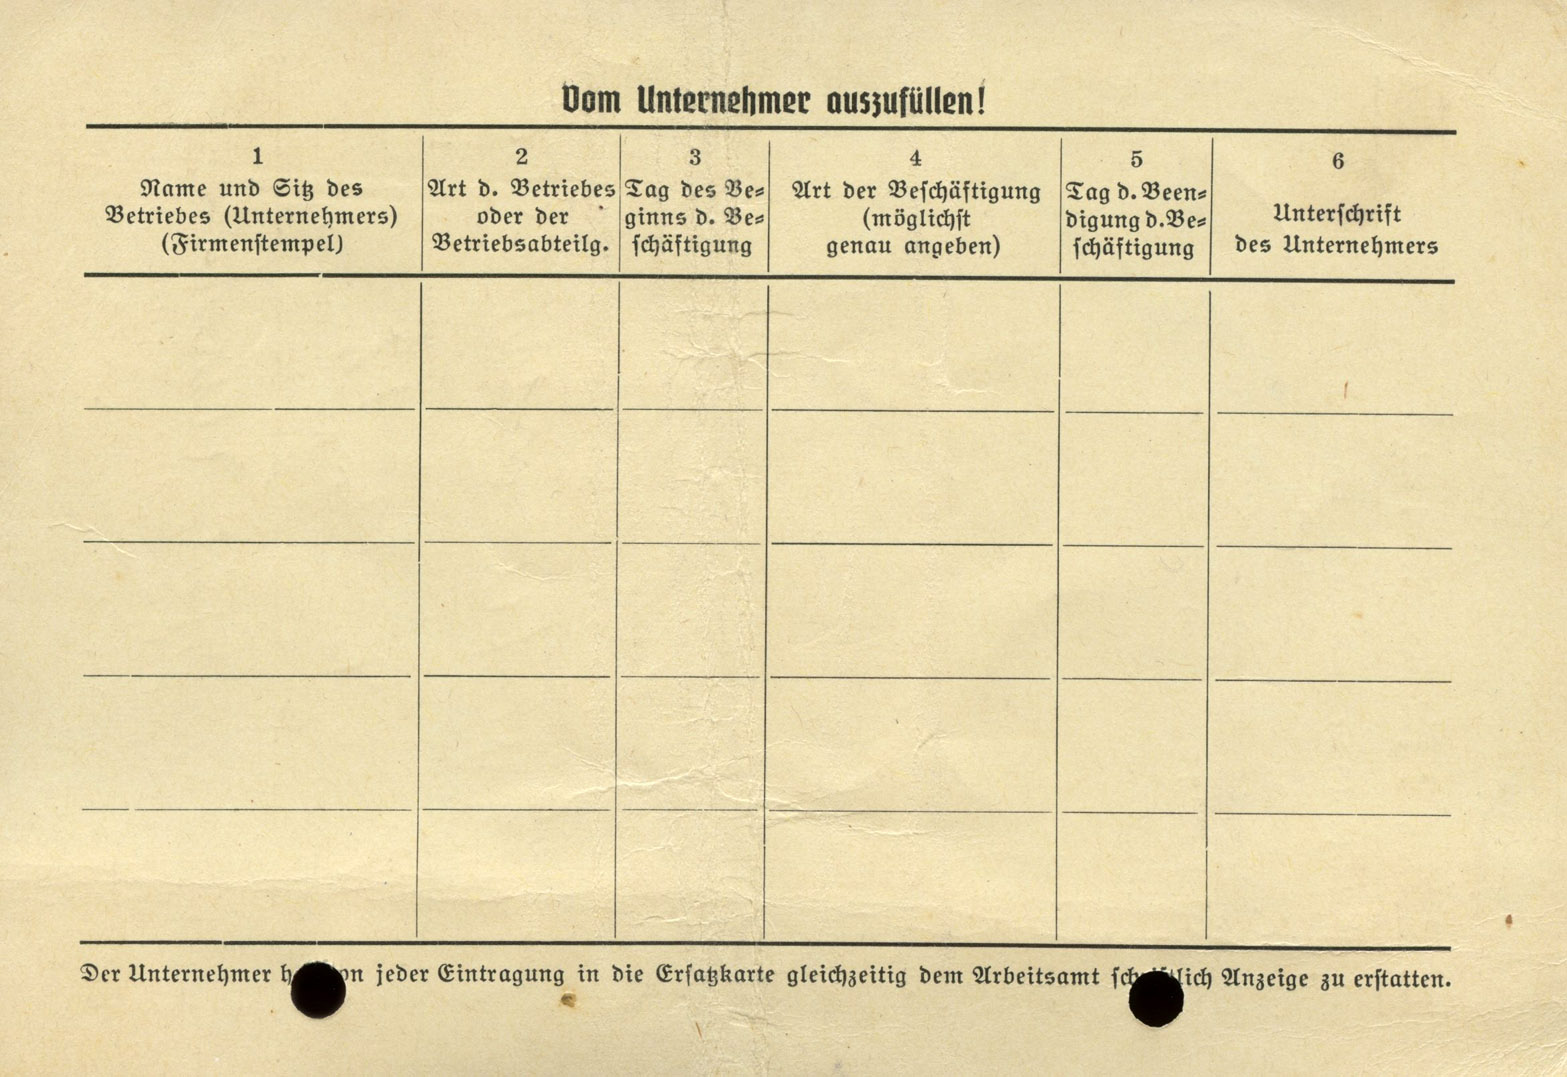 Vom Unternehmer auszufüllen!
1
Name und Sitz des
Betriebes (Unternehmers)
(Firmenstempel)
2
Art d. Betriebes
oder der
Betriebsabteilg.
3
Tag des Be-
ginns d. Be-
schäftigung
4
Art der Beschäftigung
(möglichst
genau angeben)
5
Tag d. Been-
digung d. Be-
schäftigung
6
Unterschrift
des Unternehmers
Der Unternehmer jeder Eintragung in die Ersatzkarte gleichzeitig dem Arbeitsamt Anzeige zu erstatten.